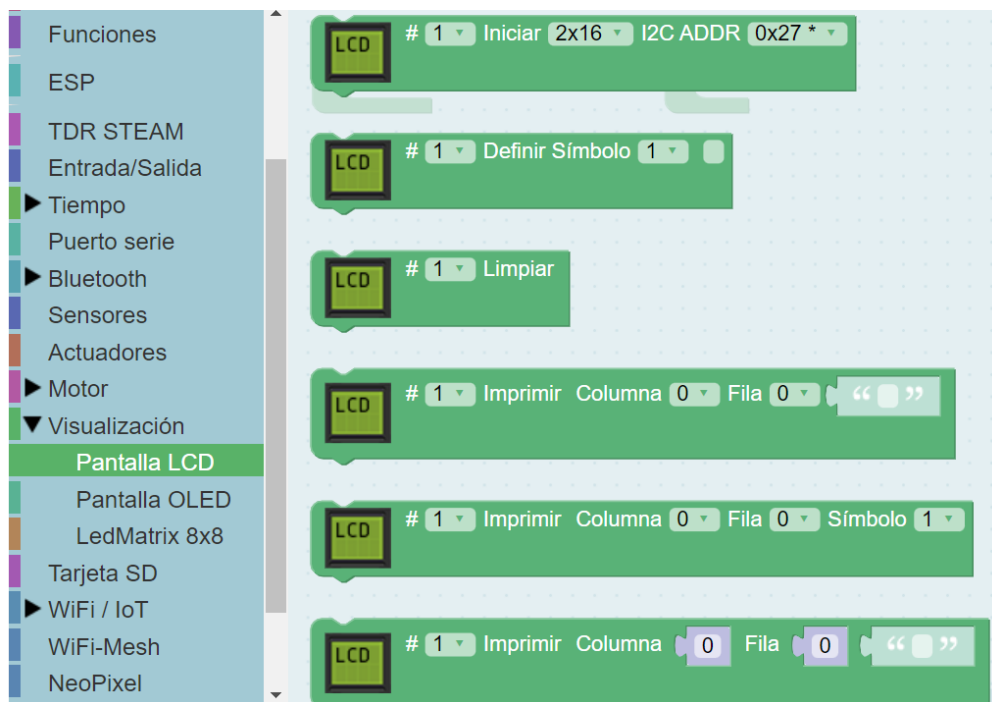 Funciones
ESP
TDR STEAM
Entrada/Salida
Tiempo
Puerto serie
Bluetooth
Sensores
Actuadores
Motor
Visualización
Pantalla LCD
Pantalla OLED
LedMatrix 8x8
Tarjeta SD
WiFi / IoT
WiFi-Mesh
NeoPixel
LCD # 1 Iniciar 2x16 I2C ADDR 0x27 *
LCD # 1 Definir Símbolo 1
LCD # 1 Limpiar
LCD # 1 Imprimir Columna 0 Fila 0 “ ”
LCD # 1 Imprimir Columna 0 Fila 0 Símbolo 1
LCD # 1 Imprimir Columna 0 Fila 0 “ ”